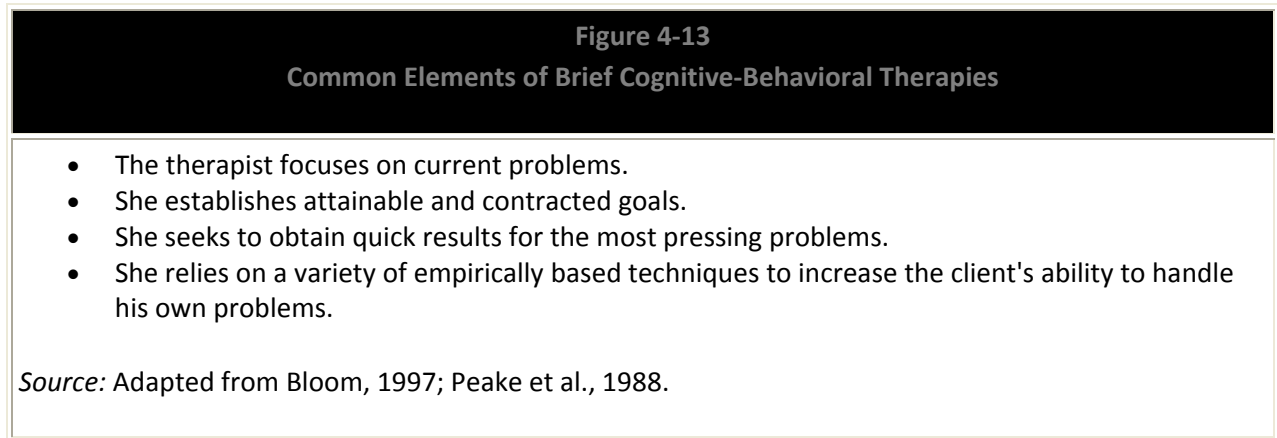 Figure 4-13
Common Elements of Brief Cognitive-Behavioral Therapies
• The therapist focuses on current problems.
• She establishes attainable and contracted goals.
• She seeks to obtain quick results for the most pressing problems.
• She relies on a variety of empirically based techniques to increase the client's ability to handle
his own problems.
Source: Adapted from Bloom, 1997; Peake et al., 1988.